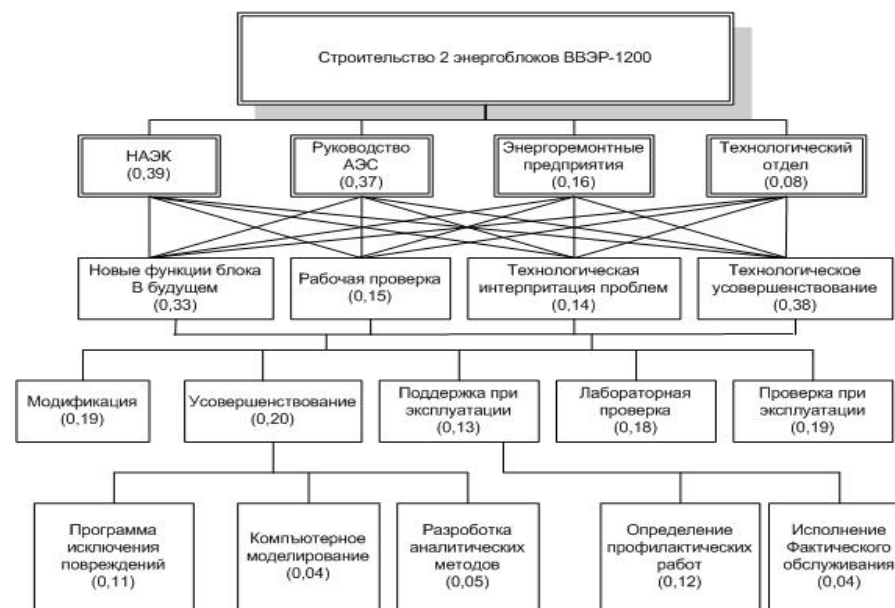 Строительство 2 энергоблоков ВВЭР-1200
НАЭК
(0,39)
Руководство
АЭС
(0,37)
Энергоремонтные
предприятия
(0,16)
Технологический
отдел
(0,08)
Новые функции блока
В будущем
(0,33)
Рабочая проверка
(0,15)
Технологическая
интерпритация проблем
(0,14)
Технологическое
усовершенствование
(0,38)
Модификация
(0,19)
Усовершенствование
(0,20)
Поддержка при
эксплуатации
(0,13)
Лабораторная
проверка
(0,18)
Проверка при
эксплуатации
(0,19)
Программа
исключения
повреждений
(0,11)
Компъютерное
моделирование
(0,04)
Разроботка
аналитических
методов
(0,05)
Определение
профилактических
работ
(0,12)
Исполнение
Фактического
обслуживания
(0,04)